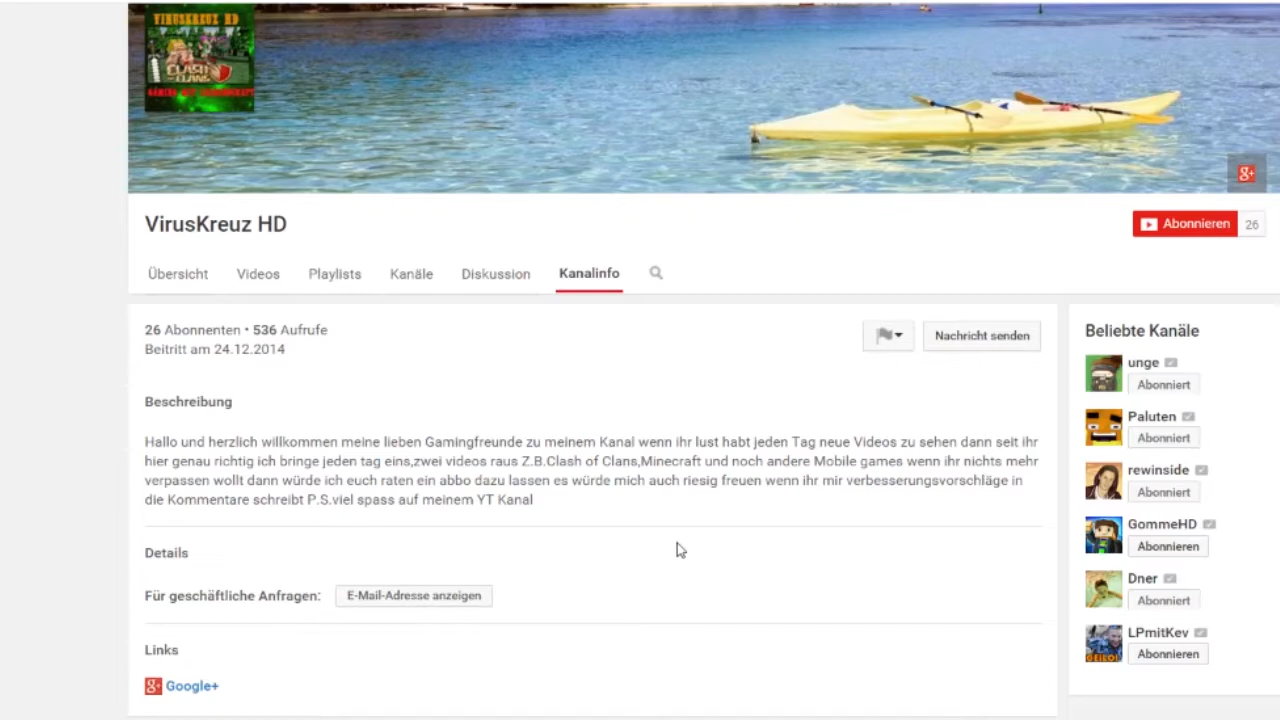 VIRUSKREUZ HD
CLASH
CLANS
VirusKreuz HD
Abonnieren 26
Übersicht Videos Playlists Kanäle Diskussion Kanalinfo
26 Abonnenten • 536 Aufrufe
Beitritt am 24.12.2014
Nachricht senden
Beschreibung
Hallo und herzlich willkommen meine lieben Gamingfreunde zu meinem Kanal wenn ihr lust habt jeden Tag neue Videos zu sehen dann seit ihr
hier genau richtig ich bringe jeden tag eins,zwei videos raus Z.B.Clash of Clans,Minecraft und noch andere Mobile games wenn ihr nichts mehr
verpassen wollt dann würde ich euch raten ein abbo dazu lassen es würde mich auch riesig freuen wenn ihr mir verbesserungsvorschläge in
die Kommentare schreibt P.S.viel spass auf meinem YT Kanal
Details
Für geschäftliche Anfragen: E-Mail-Adresse anzeigen
Links
g+ Google+
Beliebte Kanäle
unge
Abonniert
Paluten
Abonniert
rewinside
Abonniert
GommeHD
Abonnieren
Dner
Abonniert
LPmitKev
Abonnieren